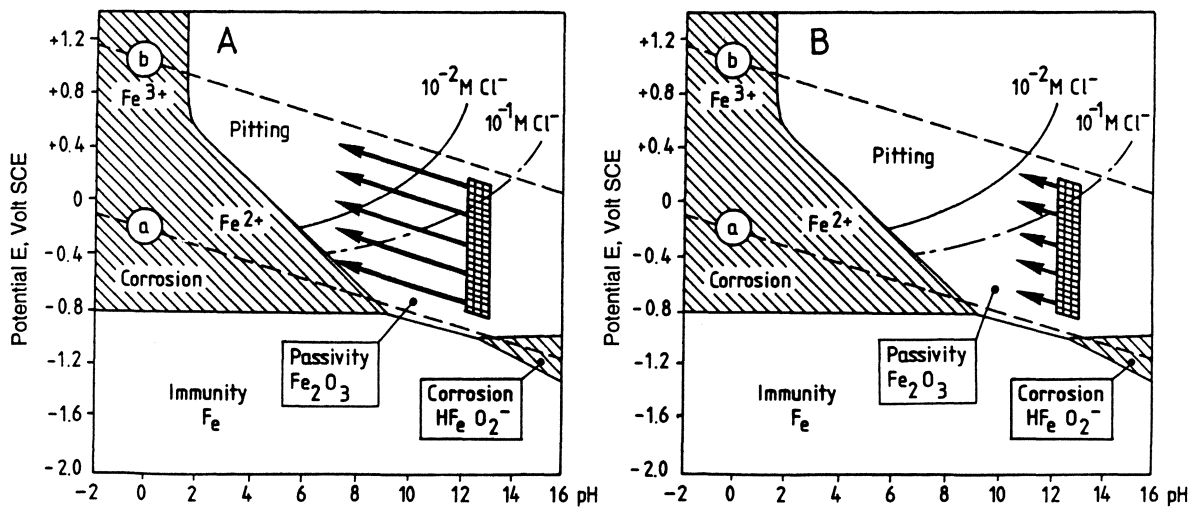 A
Potential E, Volt SCE
+1.2
+0.8
+0.4
0
-0.4
-0.8
-1.2
-1.6
-2.0
b
Fe³⁺
Pitting
10⁻² M Cl⁻
10⁻¹ M Cl⁻
a
Fe²⁺
Corrosion
Passivity
Fe₂O₃
Immunity
Fe
Corrosion
HFeO₂⁻
-2 0 2 4 6 8 10 12 14 16 pH
B
Potential E, Volt SCE
+1.2
+0.8
+0.4
0
-0.4
-0.8
-1.2
-1.6
-2.0
b
Fe³⁺
Pitting
10⁻² M Cl⁻
10⁻¹ M Cl⁻
a
Fe²⁺
Corrosion
Passivity
Fe₂O₃
Immunity
Fe
Corrosion
HFeO₂⁻
-2 0 2 4 6 8 10 12 14 16 pH